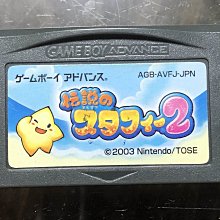 GAME BOY ADVANCE
ゲームボーイ アドバンス
AGB-AVFJ-JPN
伝説の
スタフィー2
©2003 Nintendo/TOSE